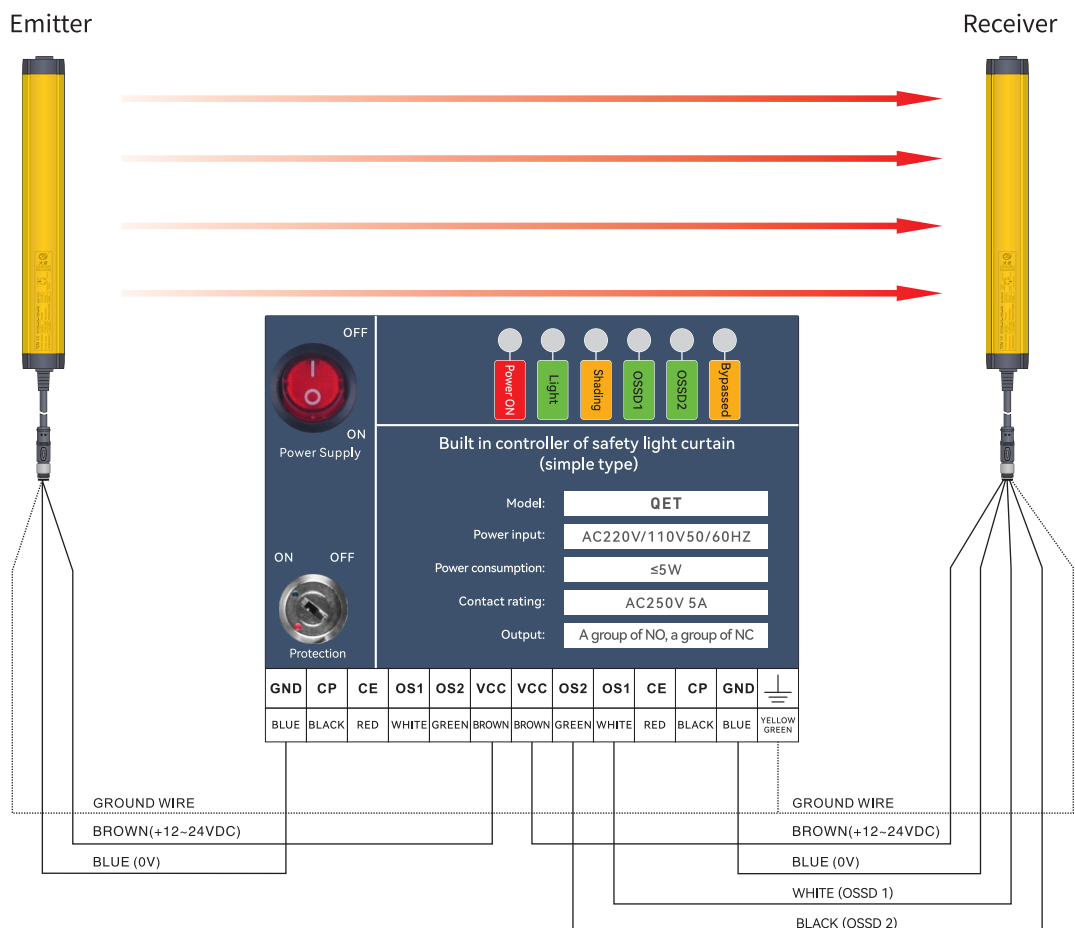 Emitter
Receiver
OFF
I
O
ON
Power Supply
Power ON
Light
Shading
OSSD1
OSSD2
Bypassed
Built in controller of safety light curtain
(simple type)
Model: QET
Power input: AC220V/110V50/60HZ
Power consumption: ≤5W
Contact rating: AC250V 5A
Output: A group of NO, a group of NC
ON OFF
Protection
GND CP CE OS1 OS2 VCC VCC OS2 OS1 CE CP GND
BLUE BLACK RED WHITE GREEN BROWN BROWN GREEN WHITE RED BLACK BLUE YELLOW
GREEN
GROUND WIRE
BROWN(+12~24VDC)
BLUE (0V)
GROUND WIRE
BROWN(+12~24VDC)
BLUE (0V)
WHITE (OSSD 1)
BLACK (OSSD 2)